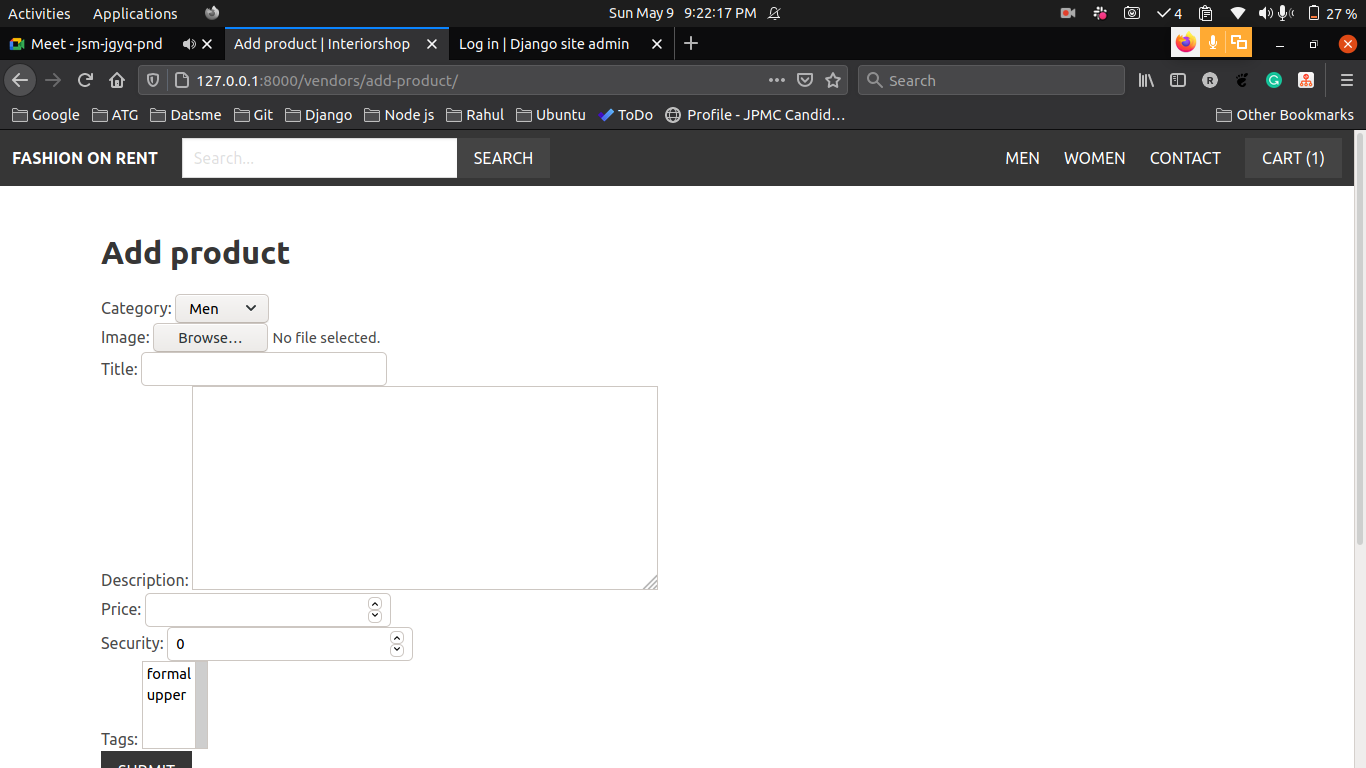 Activities Applications Sun May 9 9:22:17 PM 4 27 %
Meet - jsm-jgyq-pnd Add product | Interiorshop Log in | Django site admin
127.0.0.1:8000/vendors/add-product/ Search
Google ATG Datsme Git Django Node js Rahul Ubuntu ToDo Profile - JPMC Candid… Other Bookmarks
FASHION ON RENT Search... SEARCH MEN WOMEN CONTACT CART (1)
Add product
Category: Men
Image: Browse… No file selected.
Title:
Description:
Price:
Security: 0
formal
upper
Tags:
SUBMIT